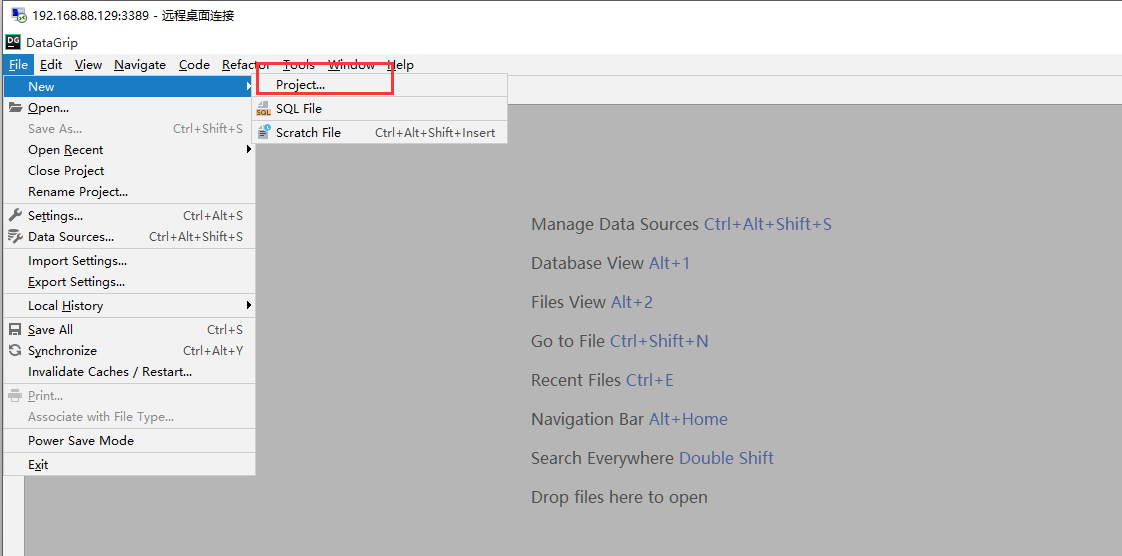 192.168.88.129:3389 - 远程桌面连接
DG DataGrip
File Edit View Navigate Code Refactor Tools Window Help
New
Project...
SQL File
Scratch File Ctrl+Alt+Shift+Insert
Open...
Save As... Ctrl+Shift+S
Open Recent
Close Project
Rename Project...
Settings... Ctrl+Alt+S
Data Sources... Ctrl+Alt+Shift+S
Import Settings...
Export Settings...
Local History
Save All Ctrl+S
Synchronize Ctrl+Alt+Y
Invalidate Caches / Restart...
Print...
Associate with File Type...
Power Save Mode
Exit
Manage Data Sources Ctrl+Alt+Shift+S
Database View Alt+1
Files View Alt+2
Go to File Ctrl+Shift+N
Recent Files Ctrl+E
Navigation Bar Alt+Home
Search Everywhere Double Shift
Drop files here to open